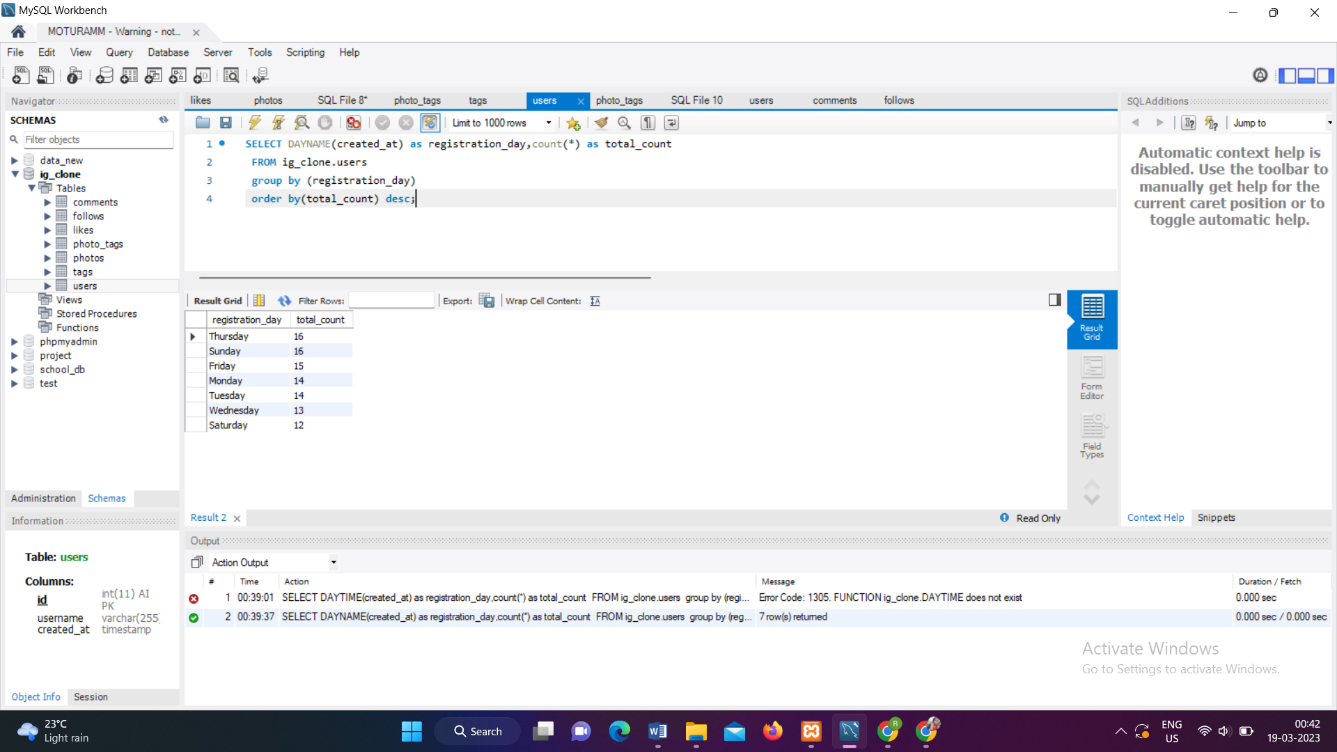 MySQL Workbench
MOTURAMM - Warning - not...
File Edit View Query Database Server Tools Scripting Help
Navigator
SCHEMAS
Filter objects
data_new
ig_clone
Tables
comments
follows
likes
photo_tags
photos
tags
users
Views
Stored Procedures
Functions
phpmyadmin
project
school_db
test
Administration Schemas
Information
Table: users
Columns:
id int(11) AI
PK
username varchar(255
created_at timestamp
Object Info Session
likes photos SQL File 8* photo_tags tags users photo_tags SQL File 10 users comments follows
Limit to 1000 rows
1 SELECT DAYNAME(created_at) as registration_day,count(*) as total_count
2 FROM ig_clone.users
3 group by (registration_day)
4 order by(total_count) desc;
Result Grid Filter Rows: Export: Wrap Cell Content:
registration_day total_count
Thursday 16
Sunday 16
Friday 15
Monday 14
Tuesday 14
Wednesday 13
Saturday 12
Result
Grid
Form
Editor
Field
Types
Result 2 Read Only
Output
Action Output
# Time Action Message Duration / Fetch
1 00:39:01 SELECT DAYTIME(created_at) as registration_day,count(*) as total_count FROM ig_clone.users group by (regi... Error Code: 1305. FUNCTION ig_clone.DAYTIME does not exist 0.000 sec
2 00:39:37 SELECT DAYNAME(created_at) as registration_day,count(*) as total_count FROM ig_clone.users group by (reg... 7 row(s) returned 0.000 sec / 0.000 sec
SQLAdditions
Jump to
Automatic context help is
disabled. Use the toolbar to
manually get help for the
current caret position or to
toggle automatic help.
Context Help Snippets
Activate Windows
Go to Settings to activate Windows.
23°C
Light rain
Search
ENG
US
00:42
19-03-2023